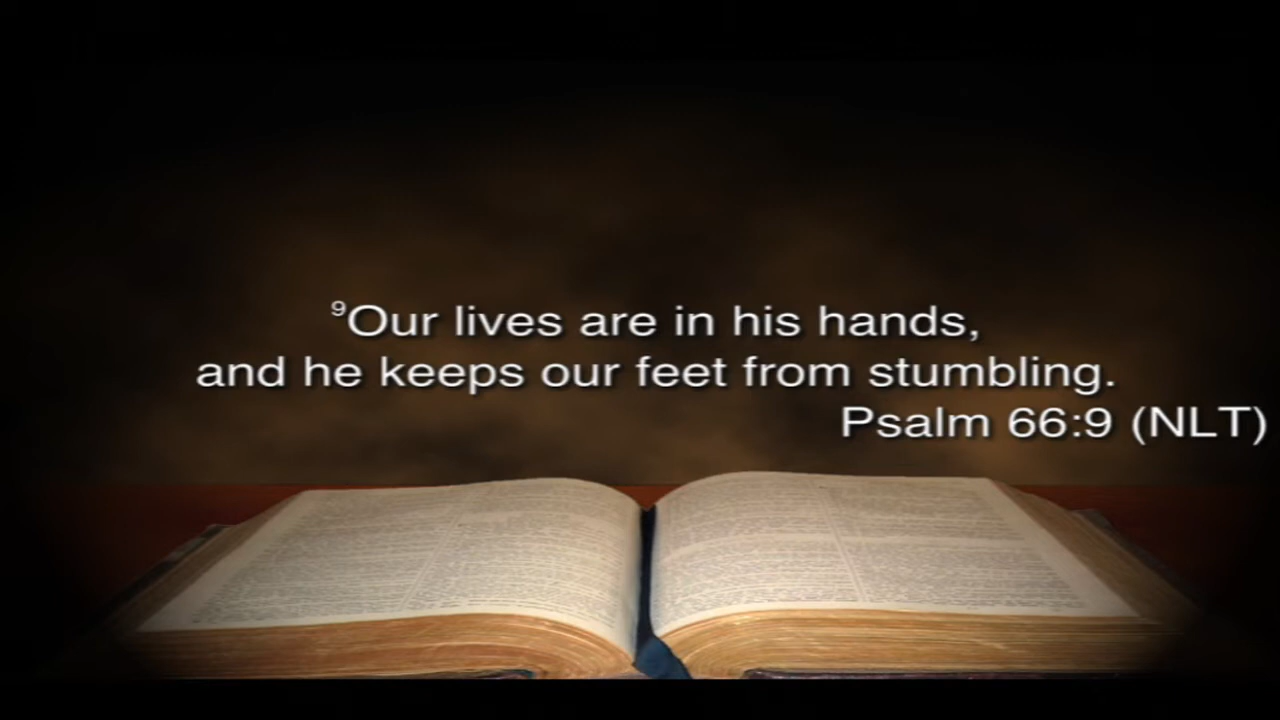 ⁹Our lives are in his hands,
and he keeps our feet from stumbling.
Psalm 66:9 (NLT)